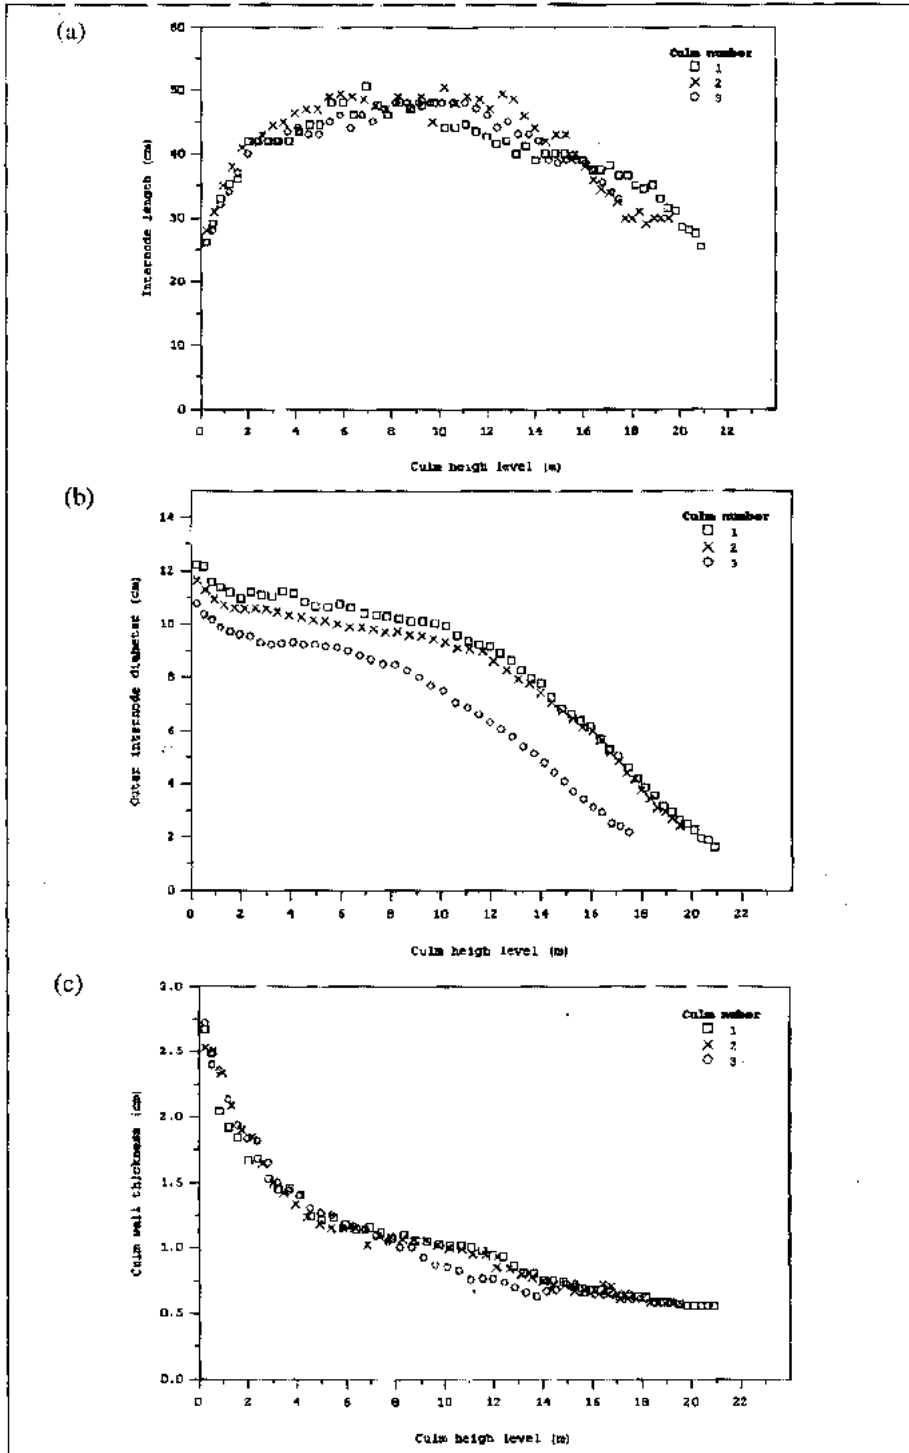 (a)
60
50
40
30
20
10
0
Internode length (cm)
Culm number
1
2
3
0 2 4 6 8 10 12 14 16 18 20 22
Culm heigh level (m)
(b)
14
12
10
8
6
4
2
0
Outer internode diameter (cm)
Culm number
1
2
3
0 2 4 6 8 10 12 14 16 18 20 22
Culm heigh level (m)
(c)
3.0
2.5
2.0
1.5
1.0
0.5
0.0
Culm wall thickness (cm)
Culm number
1
2
3
0 2 4 6 8 10 12 14 16 18 20 22
Culm heigh level (m)